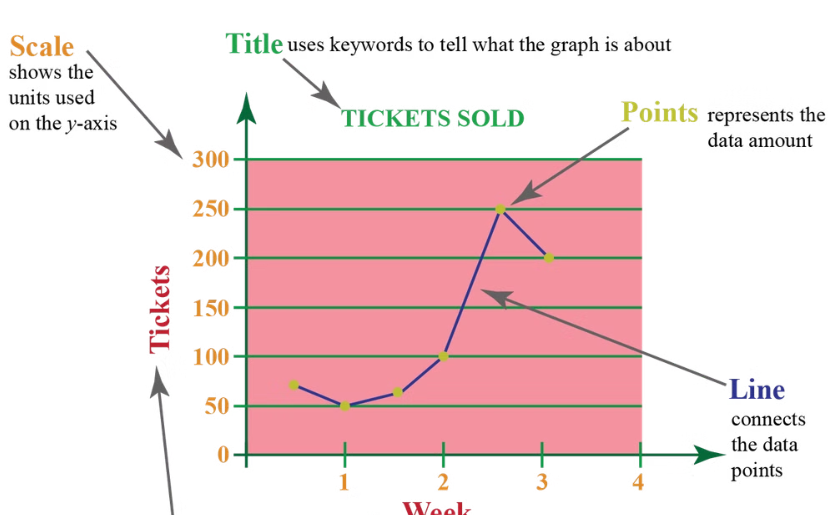 Scale
shows the
units used
on the y-axis
Title uses keywords to tell what the graph is about
TICKETS SOLD
Points represents the
data amount
300
250
200
150
100
50
0
Tickets
1 2 3 4
Week
Line
connects
the data
points